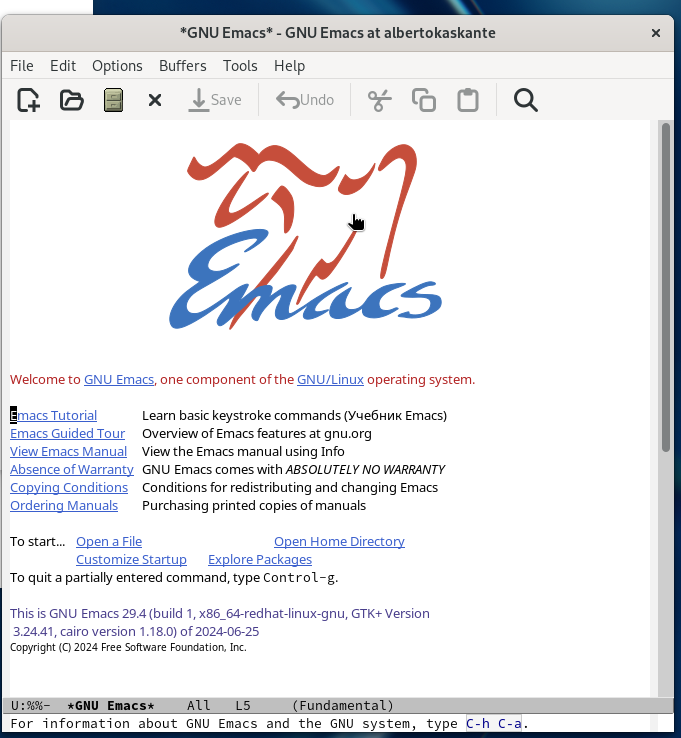 *GNU Emacs* - GNU Emacs at albertokaskante
File Edit Options Buffers Tools Help
Save Undo
Emacs
Welcome to GNU Emacs, one component of the GNU/Linux operating system.
Emacs Tutorial Learn basic keystroke commands (Учебник Emacs)
Emacs Guided Tour Overview of Emacs features at gnu.org
View Emacs Manual View the Emacs manual using Info
Absence of Warranty GNU Emacs comes with ABSOLUTELY NO WARRANTY
Copying Conditions Conditions for redistributing and changing Emacs
Ordering Manuals Purchasing printed copies of manuals
To start... Open a File Open Home Directory
Customize Startup Explore Packages
To quit a partially entered command, type Control-g.
This is GNU Emacs 29.4 (build 1, x86_64-redhat-linux-gnu, GTK+ Version
3.24.41, cairo version 1.18.0) of 2024-06-25
Copyright (C) 2024 Free Software Foundation, Inc.
U:%%- *GNU Emacs* All L5 (Fundamental)
For information about GNU Emacs and the GNU system, type C-h C-a.